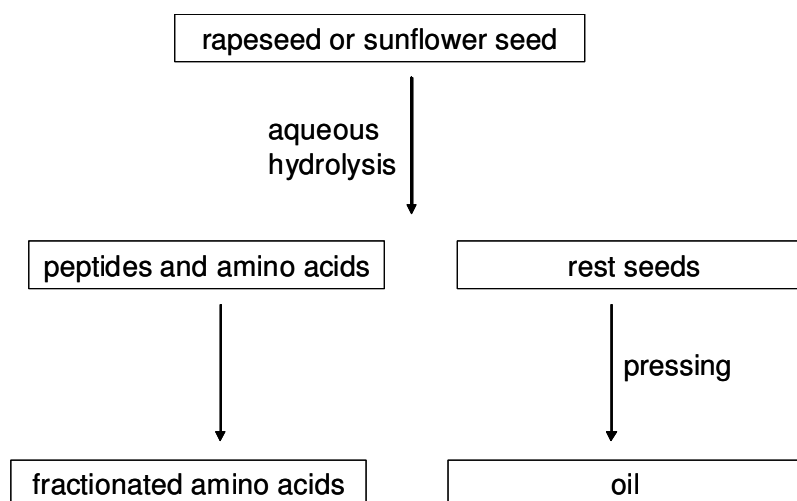 rapeseed or sunflower seed
aqueous
hydrolysis
peptides and amino acids
rest seeds
pressing
fractionated amino acids
oil